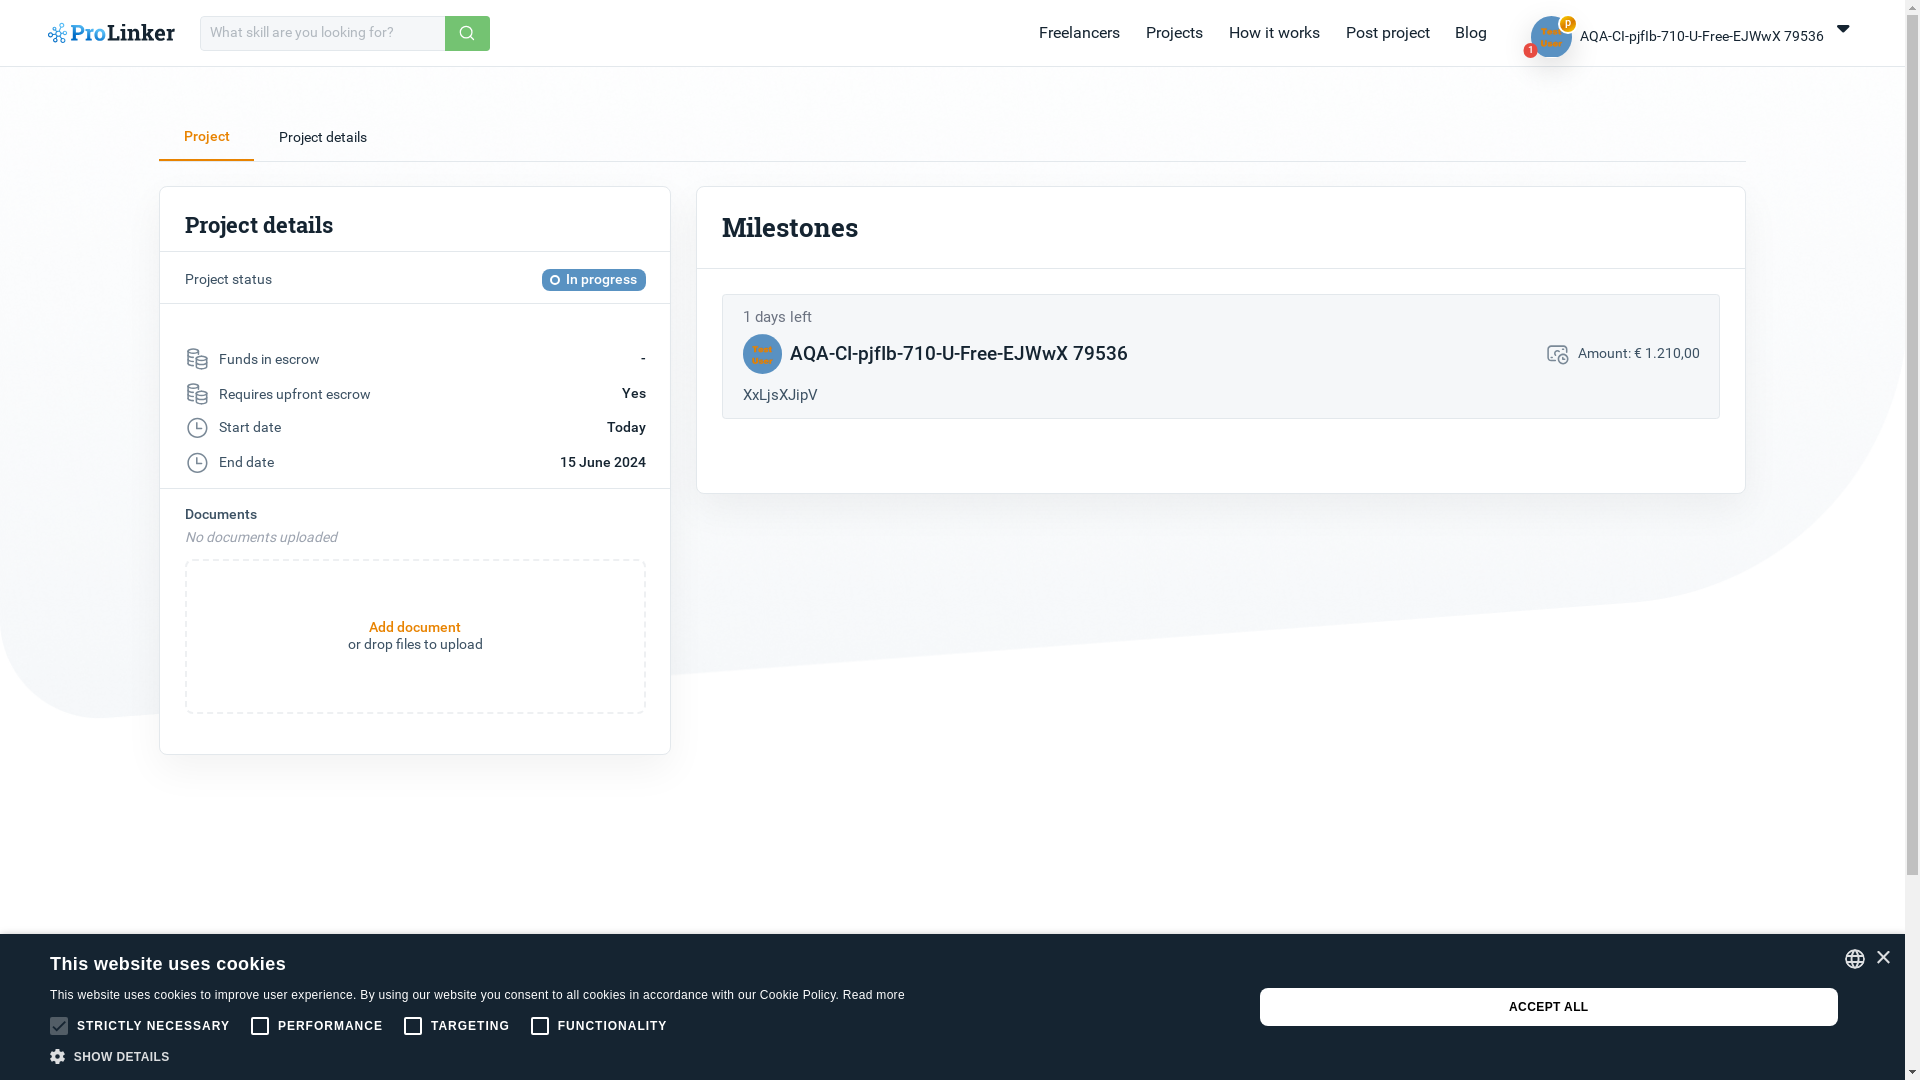 ProLinker
What skill are you looking for?
Freelancers
Projects
How it works
Post project
Blog
p
1
Test
User
AQA-CI-pjfIb-710-U-Free-EJWwX 79536
Project
Project details
Project details
Project status
In progress
Funds in escrow
-
Requires upfront escrow
Yes
Start date
Today
End date
15 June 2024
Documents
No documents uploaded
Add document
or drop files to upload
Milestones
1 days left
Test
User
AQA-CI-pjfIb-710-U-Free-EJWwX 79536
Amount: € 1.210,00
XxLjsXJipV
This website uses cookies
This website uses cookies to improve user experience. By using our website you consent to all cookies in accordance with our Cookie Policy. Read more
STRICTLY NECESSARY
PERFORMANCE
TARGETING
FUNCTIONALITY
SHOW DETAILS
ACCEPT ALL
×